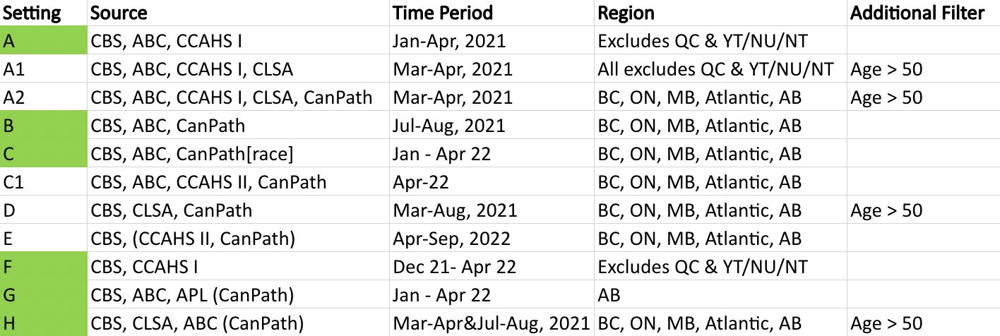 Setting Source Time Period Region Additional Filter
A CBS, ABC, CCAHS I Jan-Apr, 2021 Excludes QC & YT/NU/NT
A1 CBS, ABC, CCAHS I, CLSA Mar-Apr, 2021 All excludes QC & YT/NU/NT Age > 50
A2 CBS, ABC, CCAHS I, CLSA, CanPath Mar-Apr, 2021 BC, ON, MB, Atlantic, AB Age > 50
B CBS, ABC, CanPath Jul-Aug, 2021 BC, ON, MB, Atlantic, AB
C CBS, ABC, CanPath[race] Jan - Apr 22 BC, ON, MB, Atlantic, AB
C1 CBS, ABC, CCAHS II, CanPath Apr-22 BC, ON, MB, Atlantic, AB
D CBS, CLSA, CanPath Mar-Aug, 2021 BC, ON, MB, Atlantic, AB Age > 50
E CBS, (CCAHS II, CanPath) Apr-Sep, 2022 BC, ON, MB, Atlantic, AB
F CBS, CCAHS I Dec 21- Apr 22 Excludes QC & YT/NU/NT
G CBS, ABC, APL (CanPath) Jan - Apr 22 AB
H CBS, CLSA, ABC (CanPath) Mar-Apr&Jul-Aug, 2021 BC, ON, MB, Atlantic, AB Age > 50